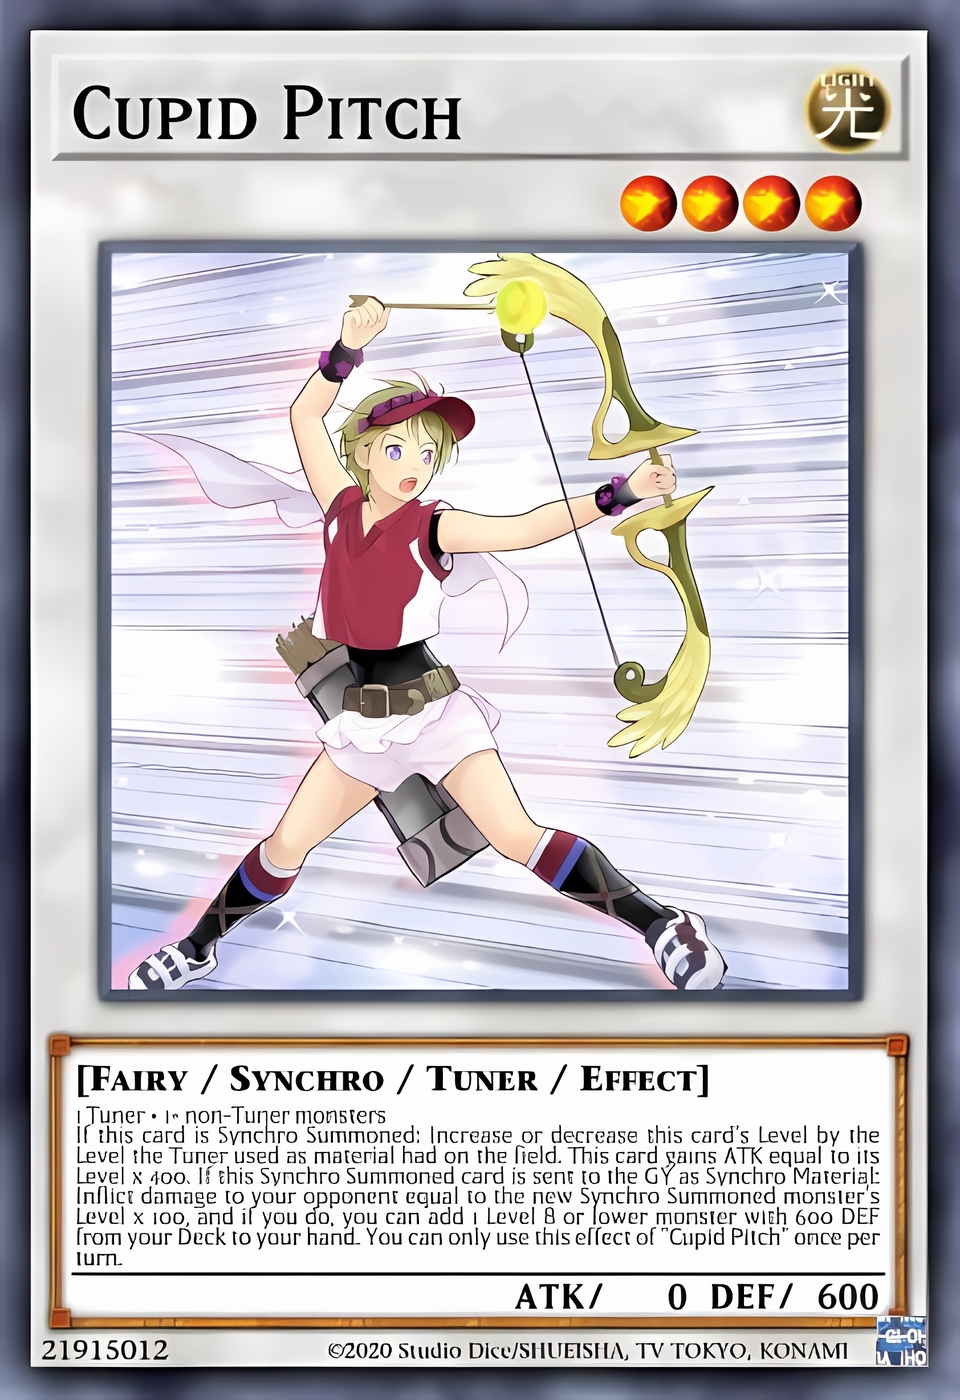 CUPID PITCH
LIGHT
光
[FAIRY / SYNCHRO / TUNER / EFFECT]
1 Tuner + 1+ non-Tuner monsters
If this card is Synchro Summoned: Increase or decrease this card's Level by the
Level the Tuner used as material had on the field. This card gains ATK equal to its
Level x 400. If this Synchro Summoned card is sent to the GY as Synchro Material:
Inflict damage to your opponent equal to the new Synchro Summoned monster's
Level x 100, and if you do, you can add 1 Level 8 or lower monster with 600 DEF
from your Deck to your hand. You can only use this effect of "Cupid Pitch" once per
turn.
ATK/ 0 DEF/ 600
21915012 ©2020 Studio Dice/SHUEISHA, TV TOKYO, KONAMI